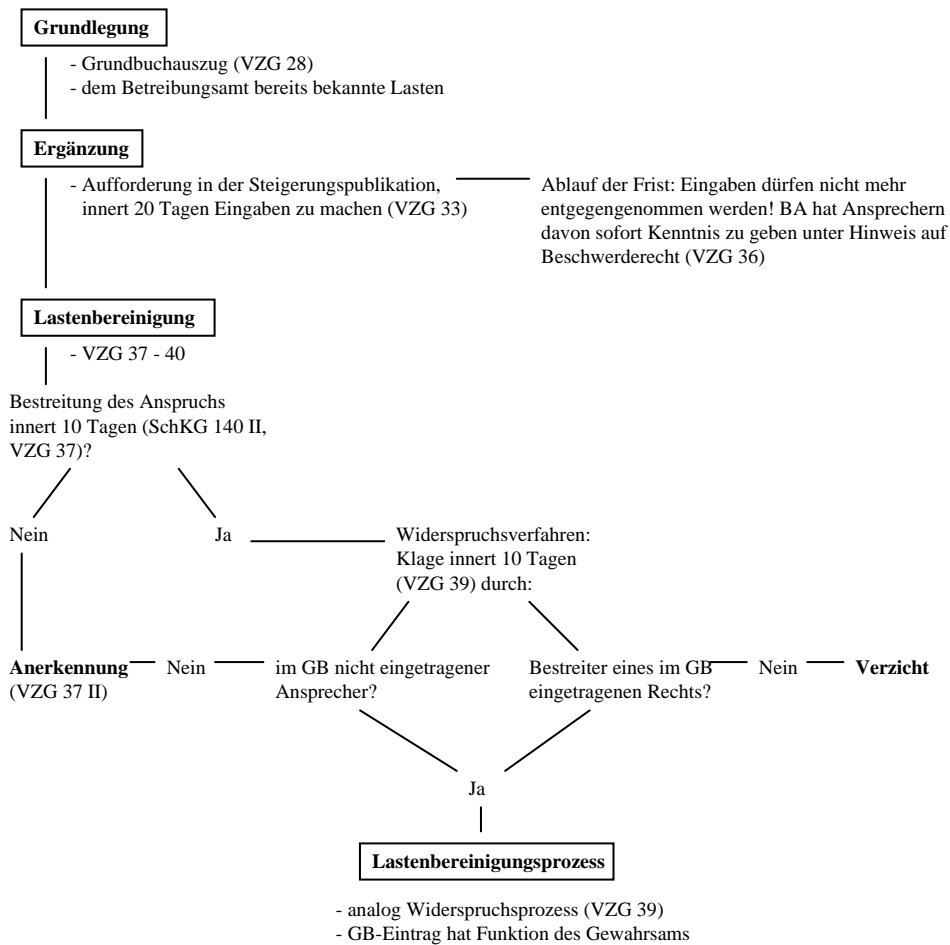 Grundlegung
- Grundbuchauszug (VZG 28)
- dem Betreibungsamt bereits bekannte Lasten
Ergänzung
- Aufforderung in der Steigerungspublikation,
innert 20 Tagen Eingaben zu machen (VZG 33)
Ablauf der Frist: Eingaben dürfen nicht mehr
entgegengenommen werden! BA hat Ansprechern
davon sofort Kenntnis zu geben unter Hinweis auf
Beschwerderecht (VZG 36)
Lastenbereinigung
- VZG 37 - 40
Bestreitung des Anspruchs
innert 10 Tagen (SchKG 140 II,
VZG 37)?
Nein
Ja
Widerspruchsverfahren:
Klage innert 10 Tagen
(VZG 39) durch:
Anerkennung
(VZG 37 II)
Nein
im GB nicht eingetragener
Ansprecher?
Bestreiter eines im GB
eingetragenen Rechts?
Nein
Verzicht
Ja
Lastenbereinigungsprozess
- analog Widerspruchsprozess (VZG 39)
- GB-Eintrag hat Funktion des Gewahrsams